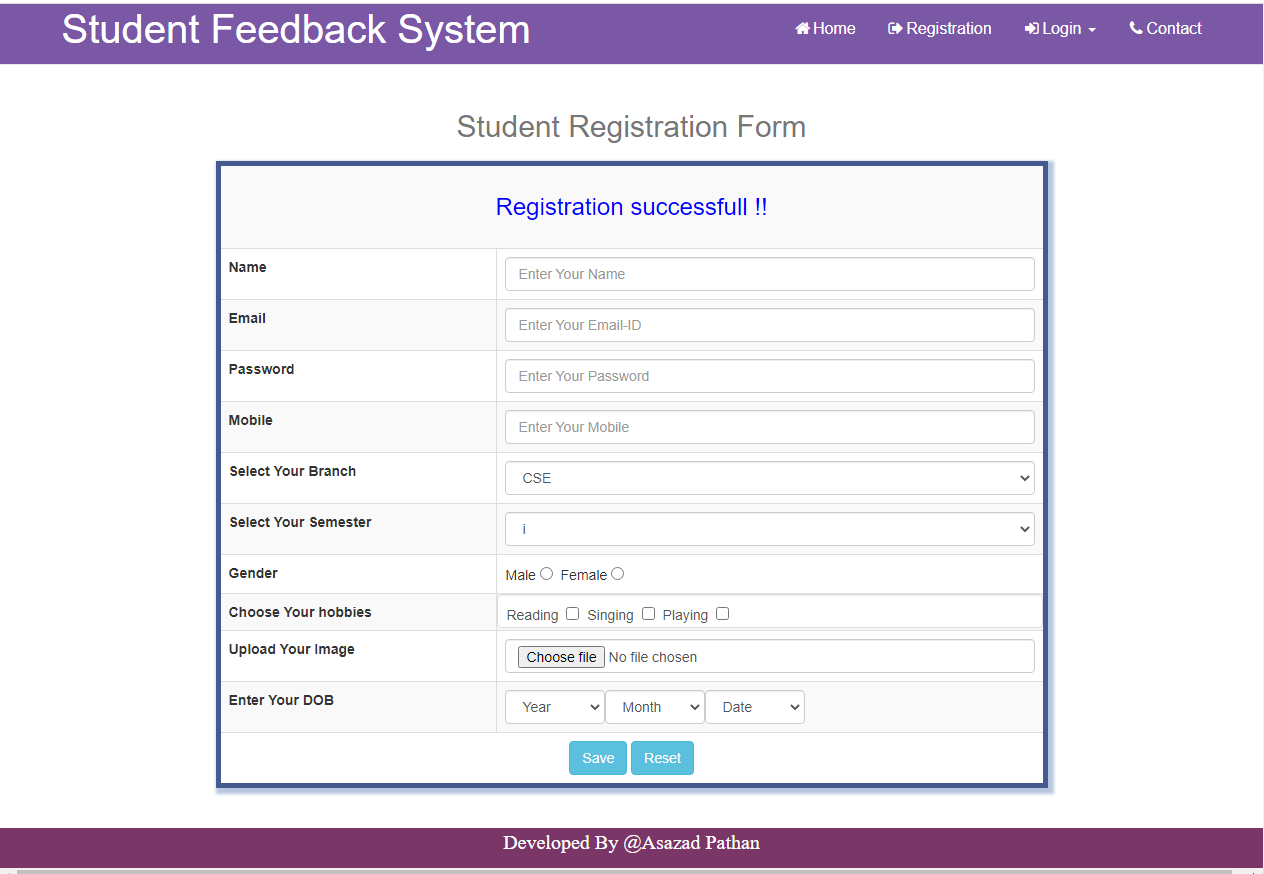 Student Feedback System Home Registration Login Contact
Student Registration Form
Registration successfull !!
Name Enter Your Name
Email Enter Your Email-ID
Password Enter Your Password
Mobile Enter Your Mobile
Select Your Branch CSE
Select Your Semester i
Gender Male Female
Choose Your hobbies Reading Singing Playing
Upload Your Image Choose file No file chosen
Enter Your DOB Year Month Date
Save Reset
Developed By @Asazad Pathan